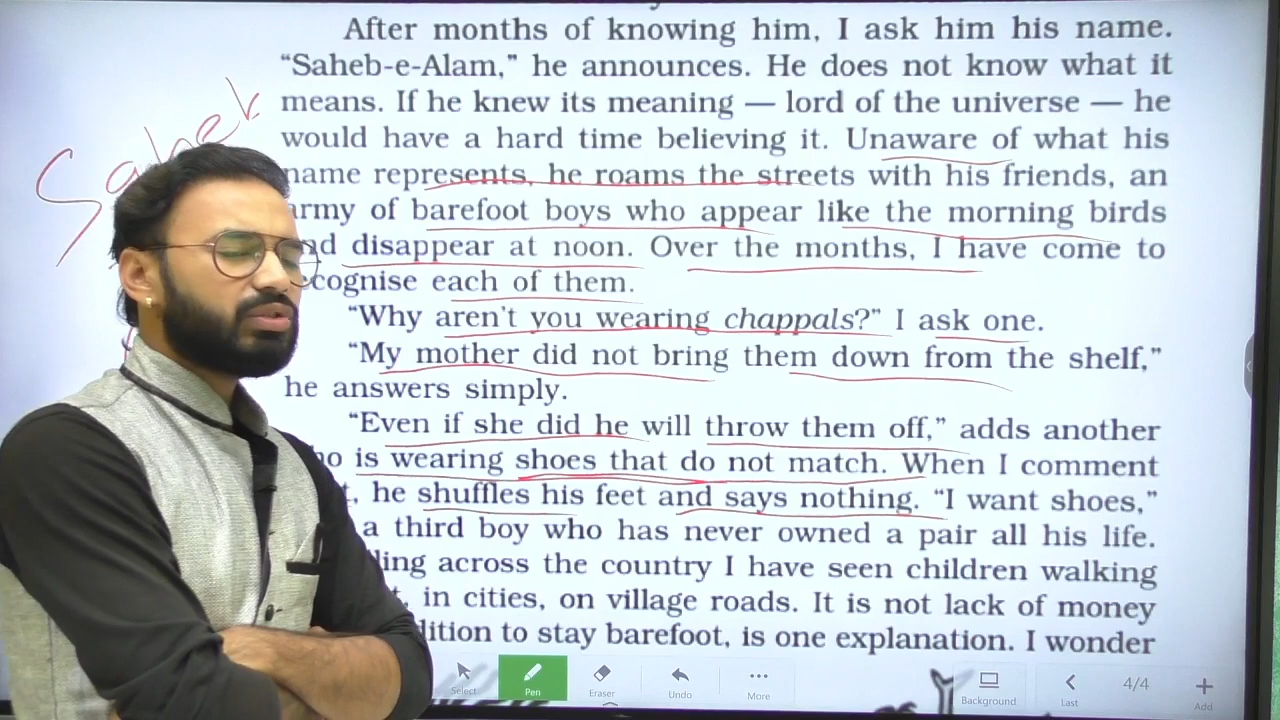 After months of knowing him, I ask him his name.
“Saheb-e-Alam,” he announces. He does not know what it
means. If he knew its meaning — lord of the universe — he
would have a hard time believing it. Unaware of what his
name represents, he roams the streets with his friends, an
army of barefoot boys who appear like the morning birds
and disappear at noon. Over the months, I have come to
recognise each of them.
“Why aren’t you wearing chappals?” I ask one.
“My mother did not bring them down from the shelf,”
he answers simply.
“Even if she did he will throw them off,” adds another
who is wearing shoes that do not match. When I comment
he shuffles his feet and says nothing. “I want shoes,”
a third boy who has never owned a pair all his life.
across the country I have seen children walking
in cities, on village roads. It is not lack of money
to stay barefoot, is one explanation. I wonder
Saheb
Select
Pen
Eraser
Undo
More
Background
Last
4/4
Add